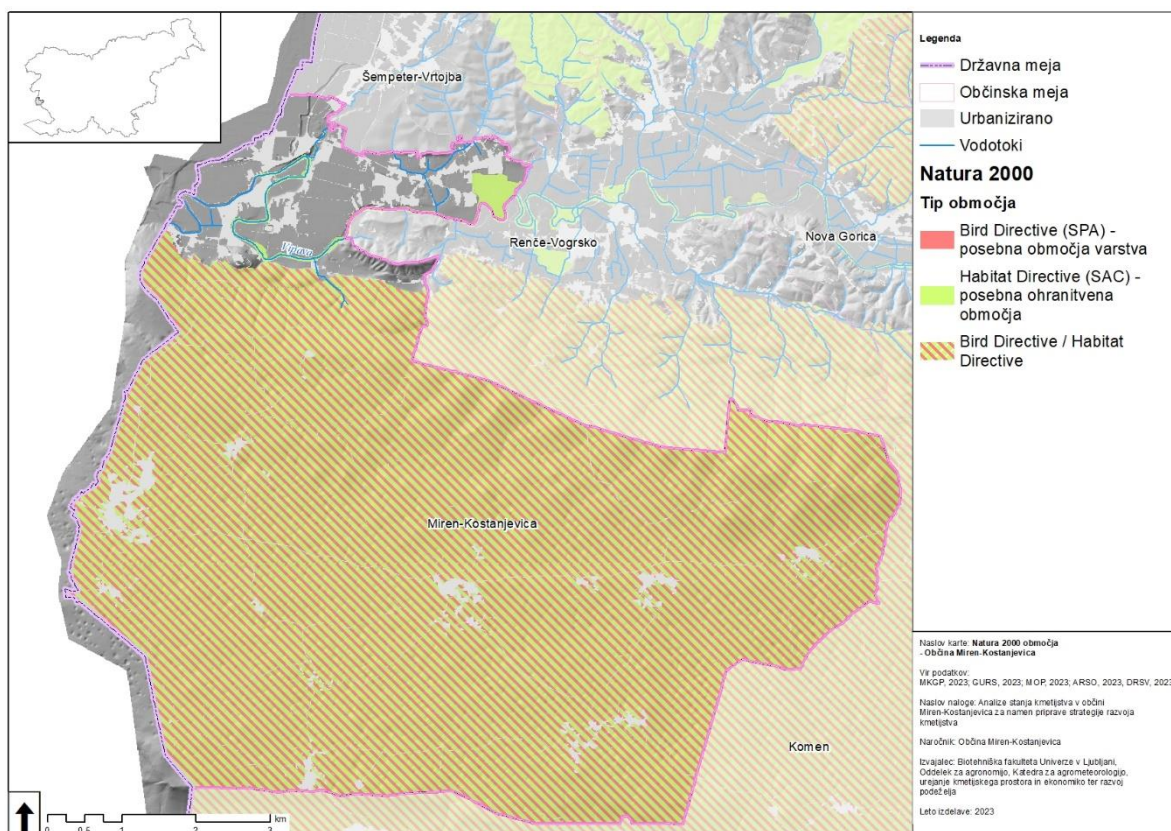 Šempeter-Vrtojba
Vipava
Renče-Vogrsko
Nova Gorica
Miren-Kostanjevica
Komen
km
0 0,5 1 2 3
Legenda
Državna meja
Občinska meja
Urbanizirano
Vodotoki
Natura 2000
Tip območja
Bird Directive (SPA) -
posebna območja varstva
Habitat Directive (SAC) -
posebna ohranitvena
območja
Bird Directive / Habitat
Directive
Naslov karte: Natura 2000 območja
- Občina Miren-Kostanjevica
Vir podatkov:
MKGP, 2023; GURS, 2023; MOP, 2023; ARSO, 2023, DRSV, 2023
Naslov naloge: Analize stanja kmetijstva v občini
Miren-Kostanjevica za namen priprave strategije razvoja
kmetijstva
Naročnik: Občina Miren-Kostanjevica
Izvajalec: Biotehniška fakulteta Univerze v Ljubljani,
Oddelek za agronomijo, Katedra za agrometeorologijo,
urejanje kmetijskega prostora in ekonomiko ter razvoj
podeželja
Leto izdelave: 2023